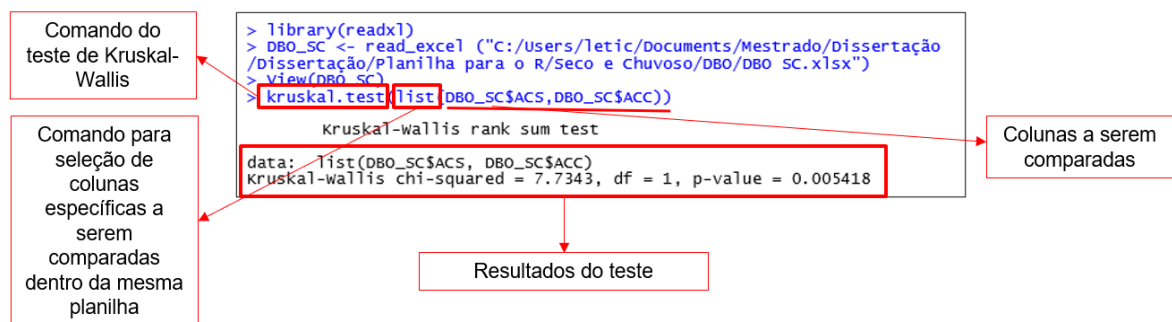 Comando do
teste de Kruskal-
Wallis
> library(readxl)
> DBO_SC <- read_excel ("C:/Users/letic/Documents/Mestrado/Dissertação
/Dissertação/Planilha para o R/Seco e Chuvoso/DBO/DBO SC.xlsx")
> View(DBO_SC)
> kruskal.test(list(DBO_SC$ACS,DBO_SC$ACC))
Kruskal-Wallis rank sum test
data: list(DBO_SC$ACS, DBO_SC$ACC)
Kruskal-Wallis chi-squared = 7.7343, df = 1, p-value = 0.005418
Comando para
seleção de
colunas
específicas a
serem
comparadas
dentro da mesma
planilha
Colunas a serem
comparadas
Resultados do teste